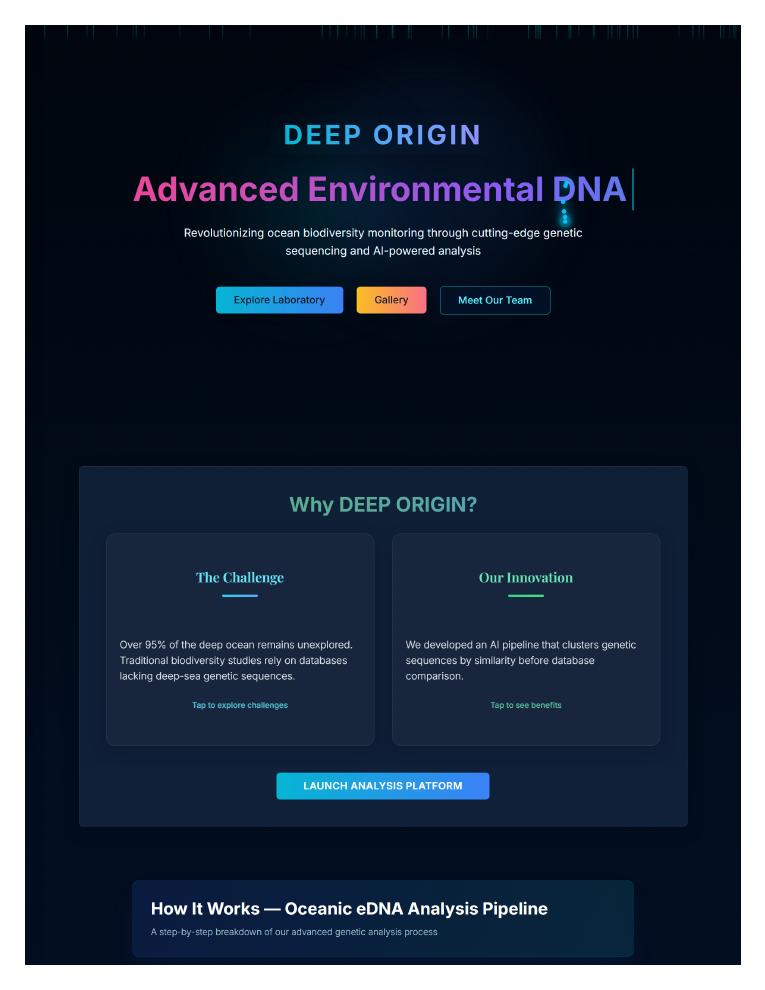 DEEP ORIGIN
Advanced Environmental DNA
Revolutionizing ocean biodiversity monitoring through cutting-edge genetic
sequencing and AI-powered analysis
Explore Laboratory
Gallery
Meet Our Team
Why DEEP ORIGIN?
The Challenge
Over 95% of the deep ocean remains unexplored.
Traditional biodiversity studies rely on databases
lacking deep-sea genetic sequences.
Tap to explore challenges
Our Innovation
We developed an AI pipeline that clusters genetic
sequences by similarity before database
comparison.
Tap to see benefits
LAUNCH ANALYSIS PLATFORM
How It Works — Oceanic eDNA Analysis Pipeline
A step-by-step breakdown of our advanced genetic analysis process